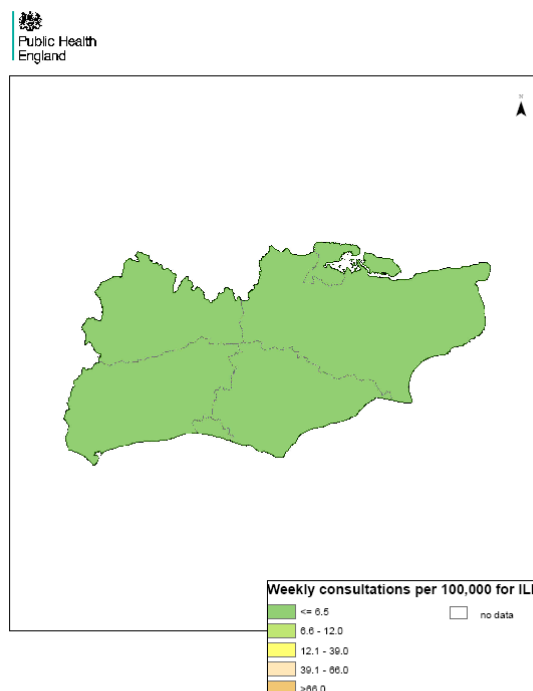 Public Health
England
N
Weekly consultations per 100,000 for ILI
<= 6.5
no data
6.6 - 12.0
12.1 - 39.0
39.1 - 66.0
>66.0